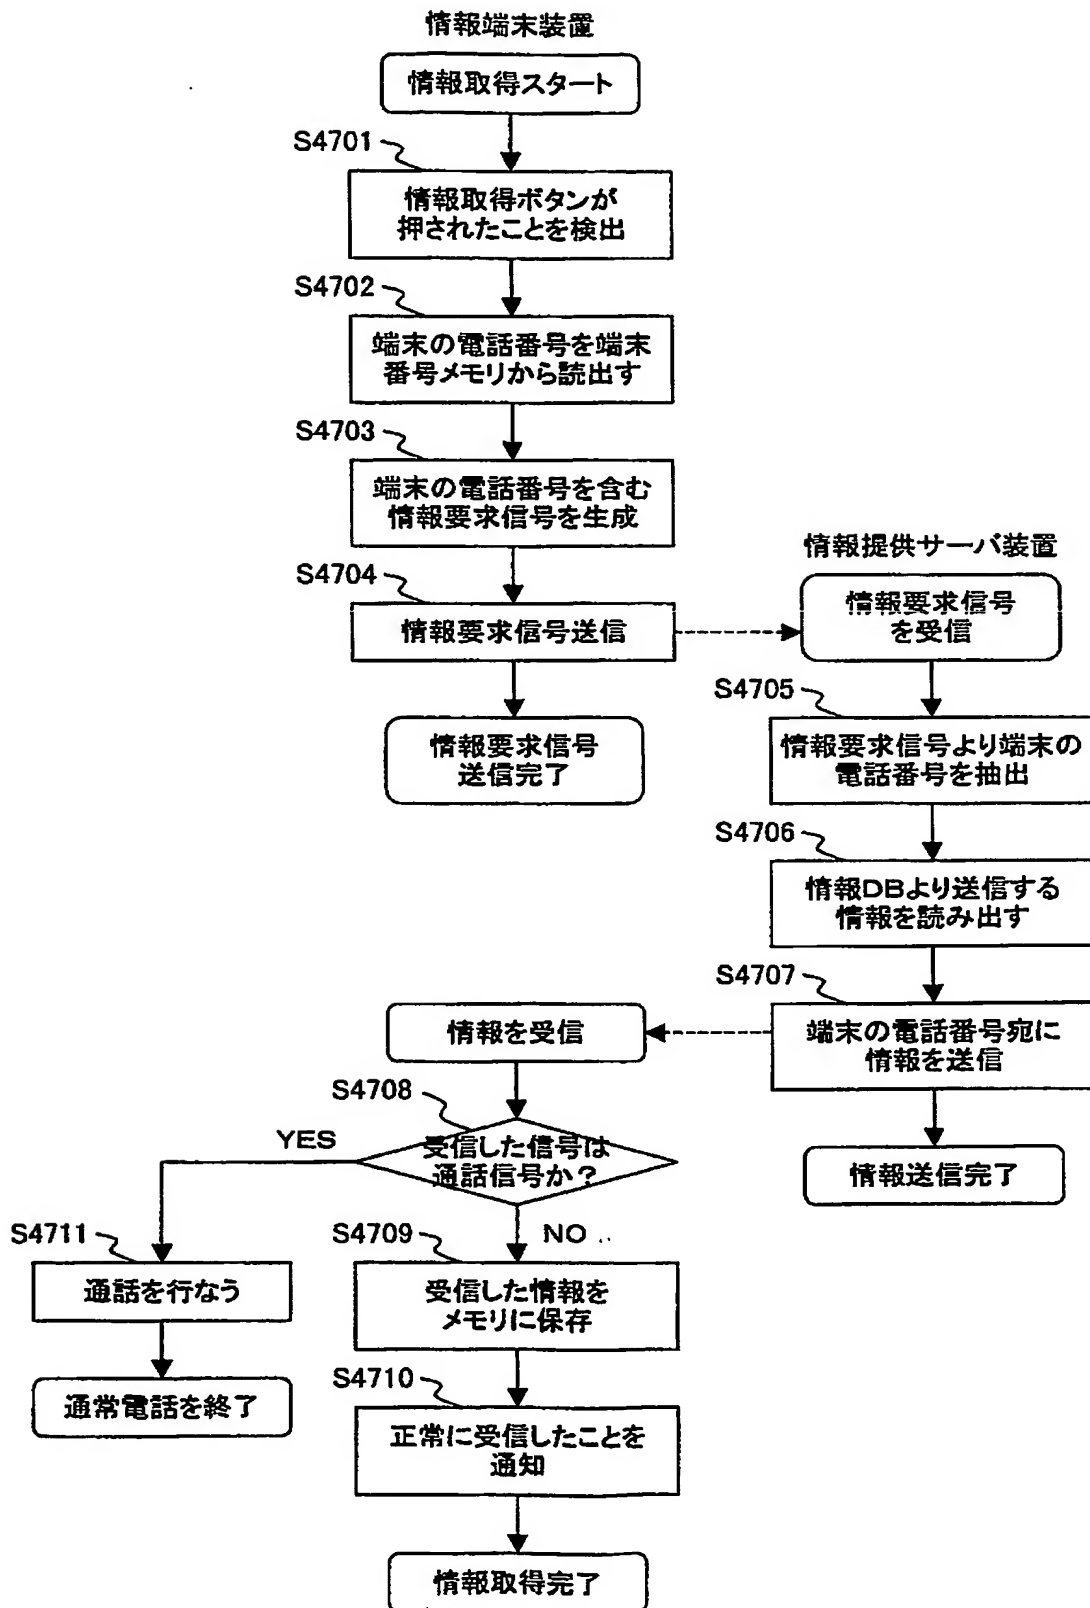 情報端末装置
情報取得スタート
S4701
情報取得ボタンが
押されたことを検出
S4702
端末の電話番号を端末
番号メモリから読出す
S4703
端末の電話番号を含む
情報要求信号を生成
S4704
情報要求信号送信
情報要求信号
送信完了
情報提供サーバ装置
情報要求信号
を受信
S4705
情報要求信号より端末の
電話番号を抽出
S4706
情報DBより送信する
情報を読み出す
S4707
端末の電話番号宛に
情報を送信
情報送信完了
情報を受信
S4708
受信した信号は
通話信号か?
YES
NO
S4711
通話を行なう
通常電話を終了
S4709
受信した情報を
メモリに保存
S4710
正常に受信したことを
通知
情報取得完了